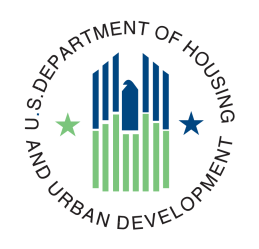 U.S. DEPARTMENT OF HOUSING
AND URBAN DEVELOPMENT